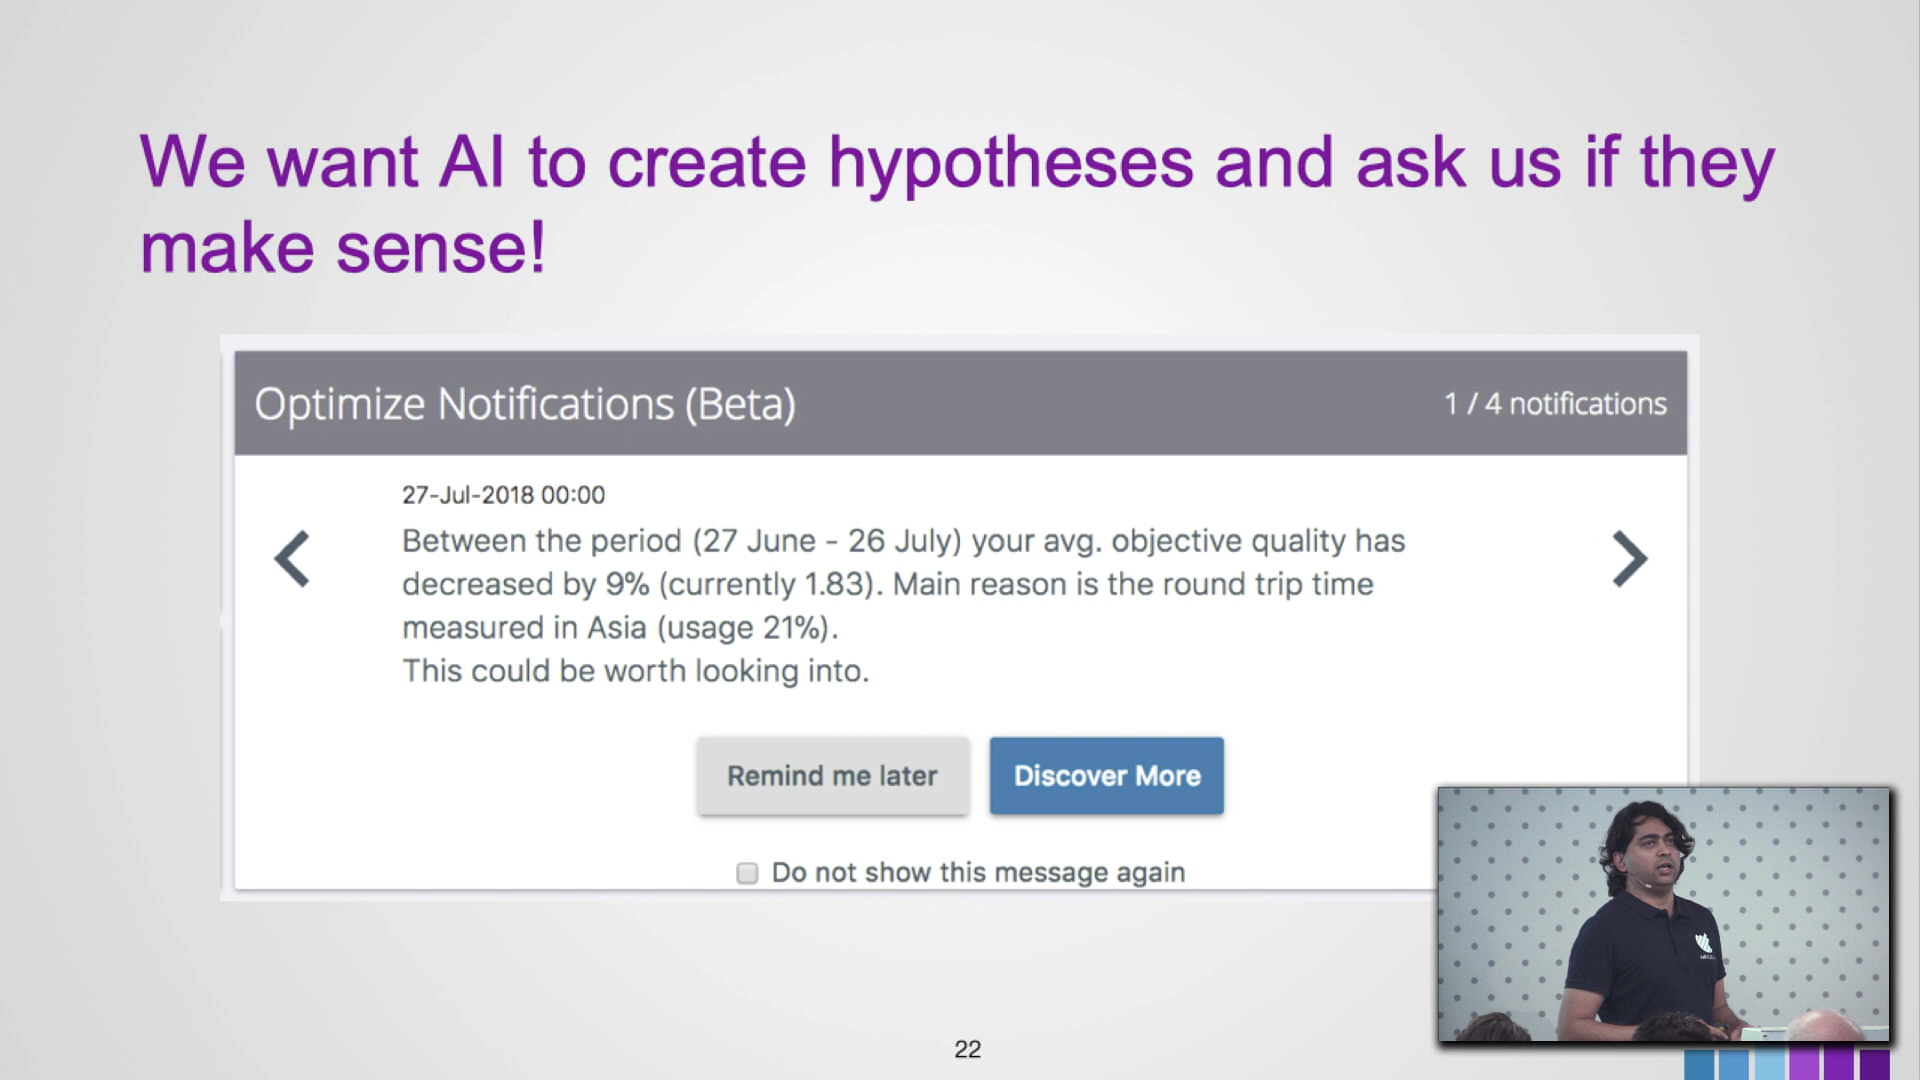 We want AI to create hypotheses and ask us if they
make sense!
Optimize Notifications (Beta)
1 / 4 notifications
27-Jul-2018 00:00
Between the period (27 June - 26 July) your avg. objective quality has
decreased by 9% (currently 1.83). Main reason is the round trip time
measured in Asia (usage 21%).
This could be worth looking into.
Remind me later
Discover More
Do not show this message again
22